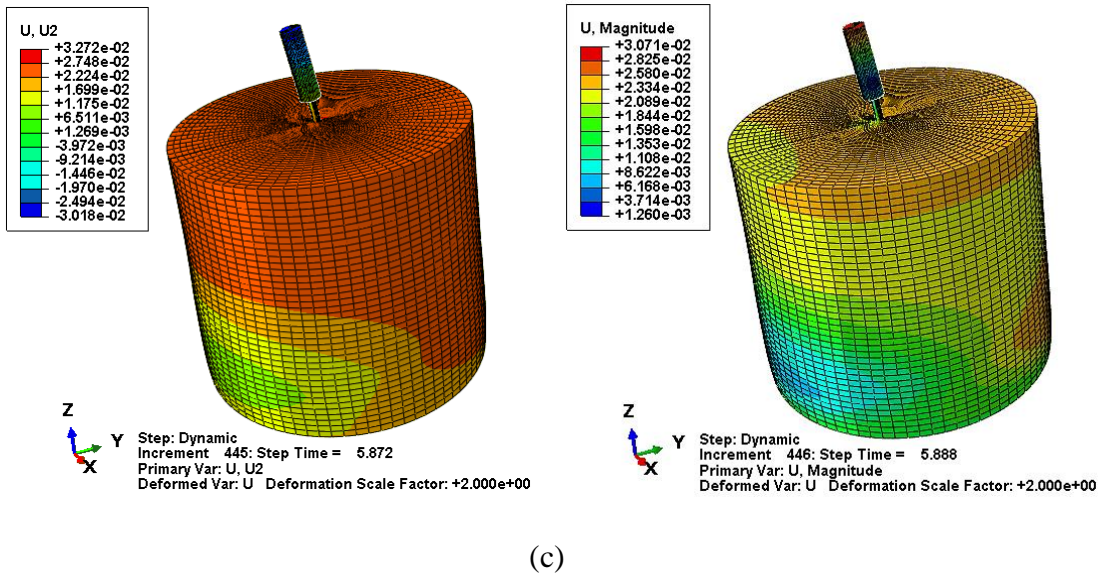 U, U2
+3.272e-02
+2.748e-02
+2.224e-02
+1.699e-02
+1.175e-02
+6.511e-03
+1.269e-03
-3.972e-03
-9.214e-03
-1.446e-02
-1.970e-02
-2.494e-02
-3.018e-02
Z
Y
X
Step: Dynamic
Increment 445: Step Time = 5.872
Primary Var: U, U2
Deformed Var: U Deformation Scale Factor: +2.000e+00
U, Magnitude
+3.071e-02
+2.825e-02
+2.580e-02
+2.334e-02
+2.089e-02
+1.844e-02
+1.598e-02
+1.353e-02
+1.108e-02
+8.622e-03
+6.168e-03
+3.714e-03
+1.260e-03
Z
Y
X
Step: Dynamic
Increment 446: Step Time = 5.888
Primary Var: U, Magnitude
Deformed Var: U Deformation Scale Factor: +2.000e+00
(c)